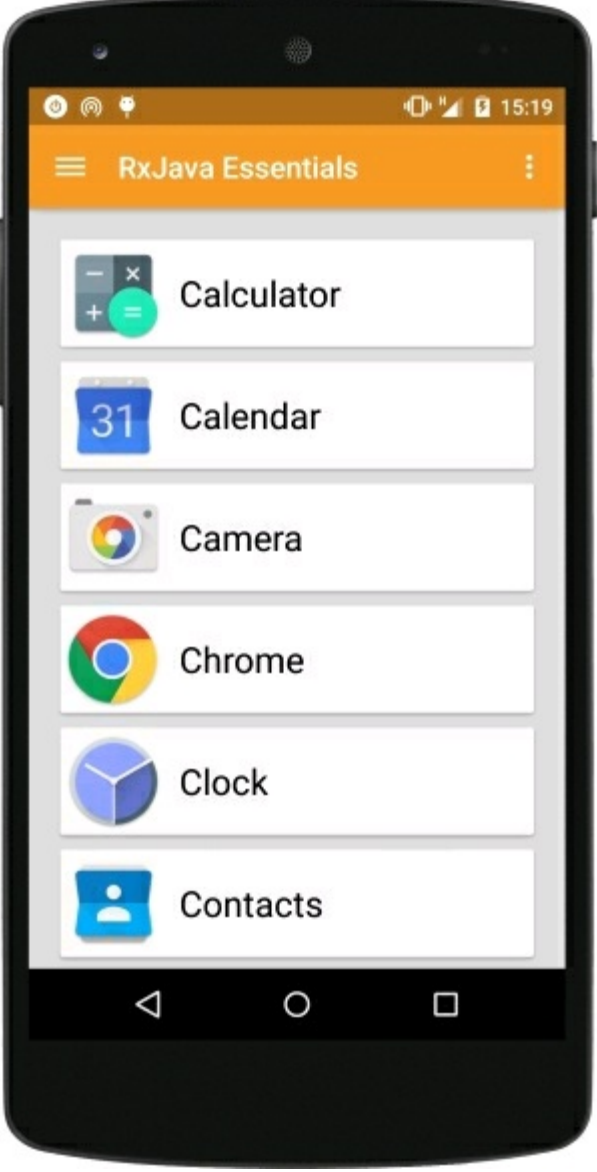 H 15:19
RxJava Essentials
Calculator
31 Calendar
Camera
Chrome
Clock
Contacts